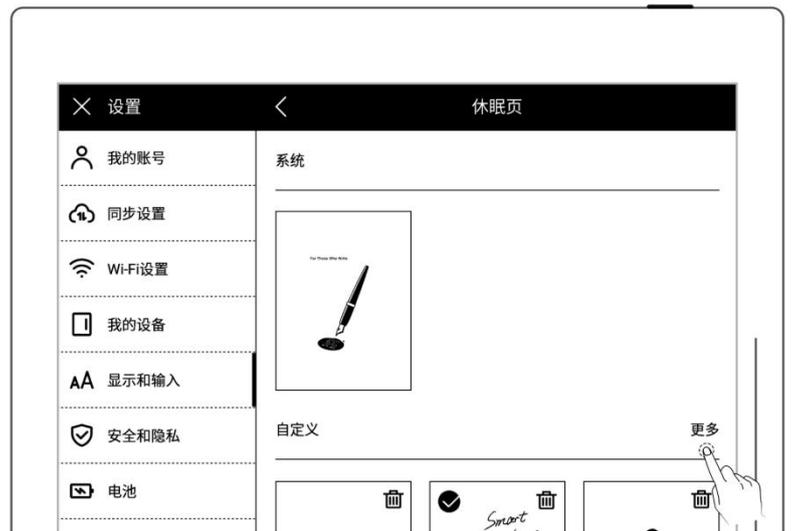 设置
休眠页
我的账号
同步设置
Wi-Fi设置
我的设备
显示和输入
安全和隐私
电池
系统
For Those Who Write
自定义
更多
Smart